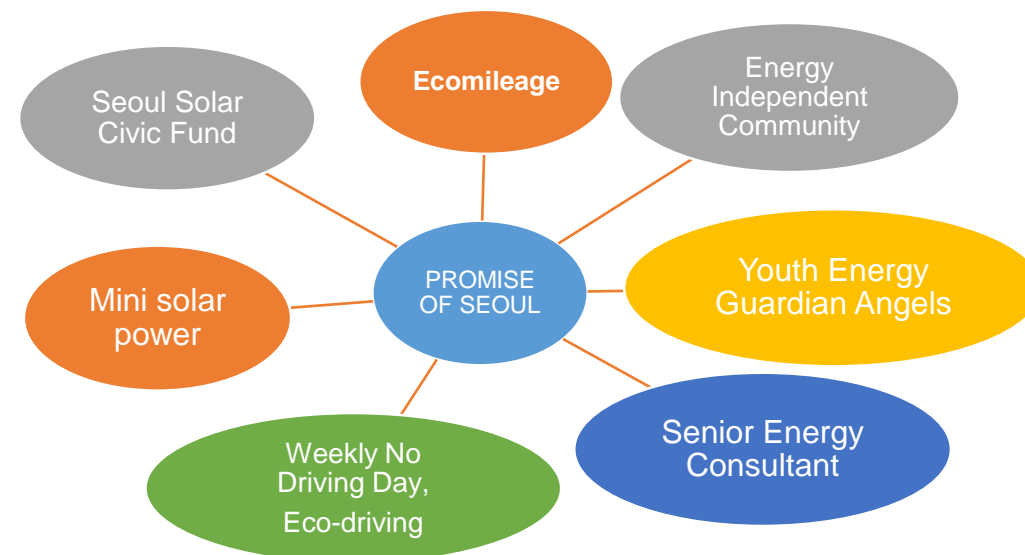 Ecomileage
Seoul Solar
Civic Fund
Energy
Independent
Community
PROMISE
OF SEOUL
Youth Energy
Guardian Angels
Mini solar
power
Senior Energy
Consultant
Weekly No
Driving Day,
Eco-driving